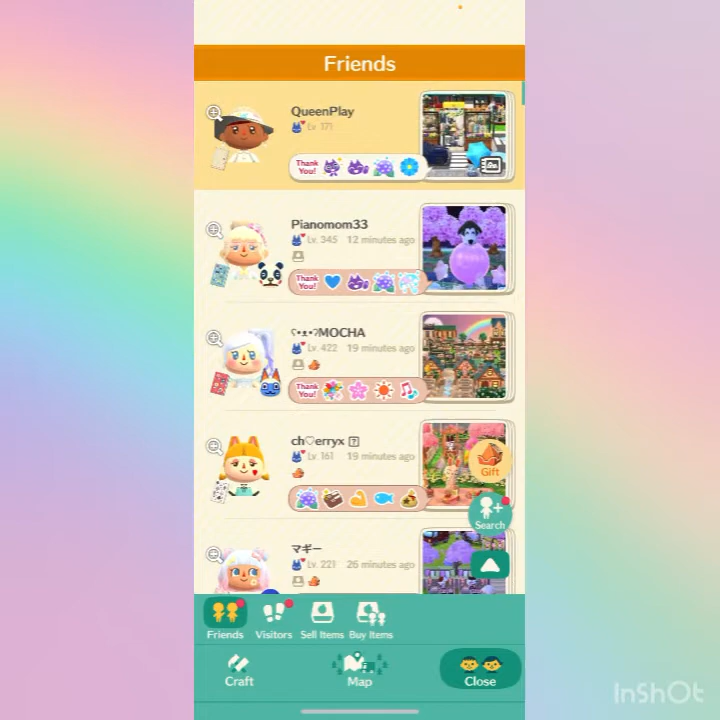 Friends
QueenPlay
Lv. 171
Thank You!
Pianomom33
Lv. 345 12 minutes ago
Thank You!
ʕ•ᴥ•ʔMOCHA
Lv. 422 19 minutes ago
Thank You!
ch♡erryx ?
Lv. 161 19 minutes ago
Gift
Search
マギー
Lv. 221 26 minutes ago
Friends Visitors Sell Items Buy Items
Craft Map Close
InShOt